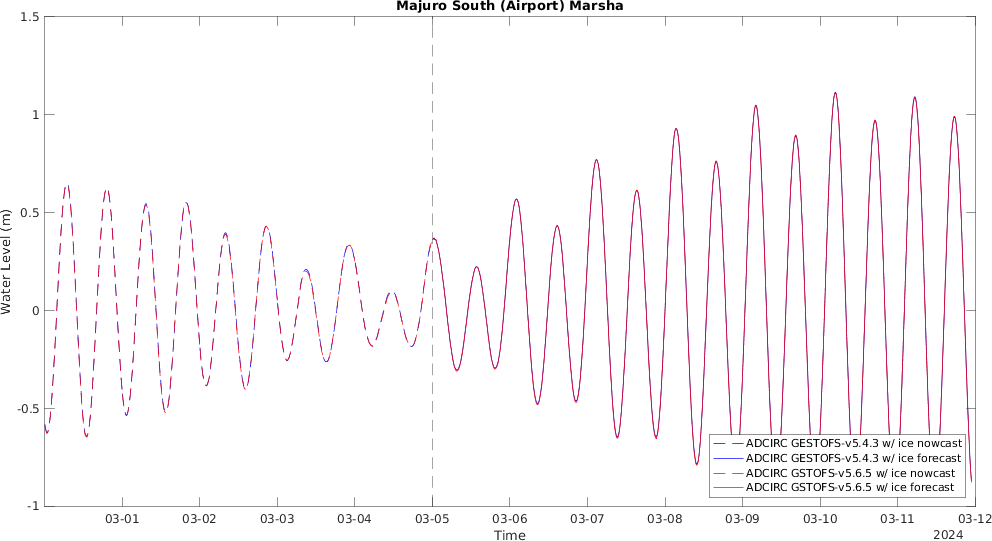 Majuro South (Airport) Marsha
Water Level (m)
1.5
1
0.5
0
-0.5
-1
ADCIRC GESTOFS-v5.4.3 w/ ice nowcast
ADCIRC GESTOFS-v5.4.3 w/ ice forecast
ADCIRC GSTOFS-v5.6.5 w/ ice nowcast
ADCIRC GSTOFS-v5.6.5 w/ ice forecast
03-01 03-02 03-03 03-04 03-05 03-06 03-07 03-08 03-09 03-10 03-11 03-12
Time
2024